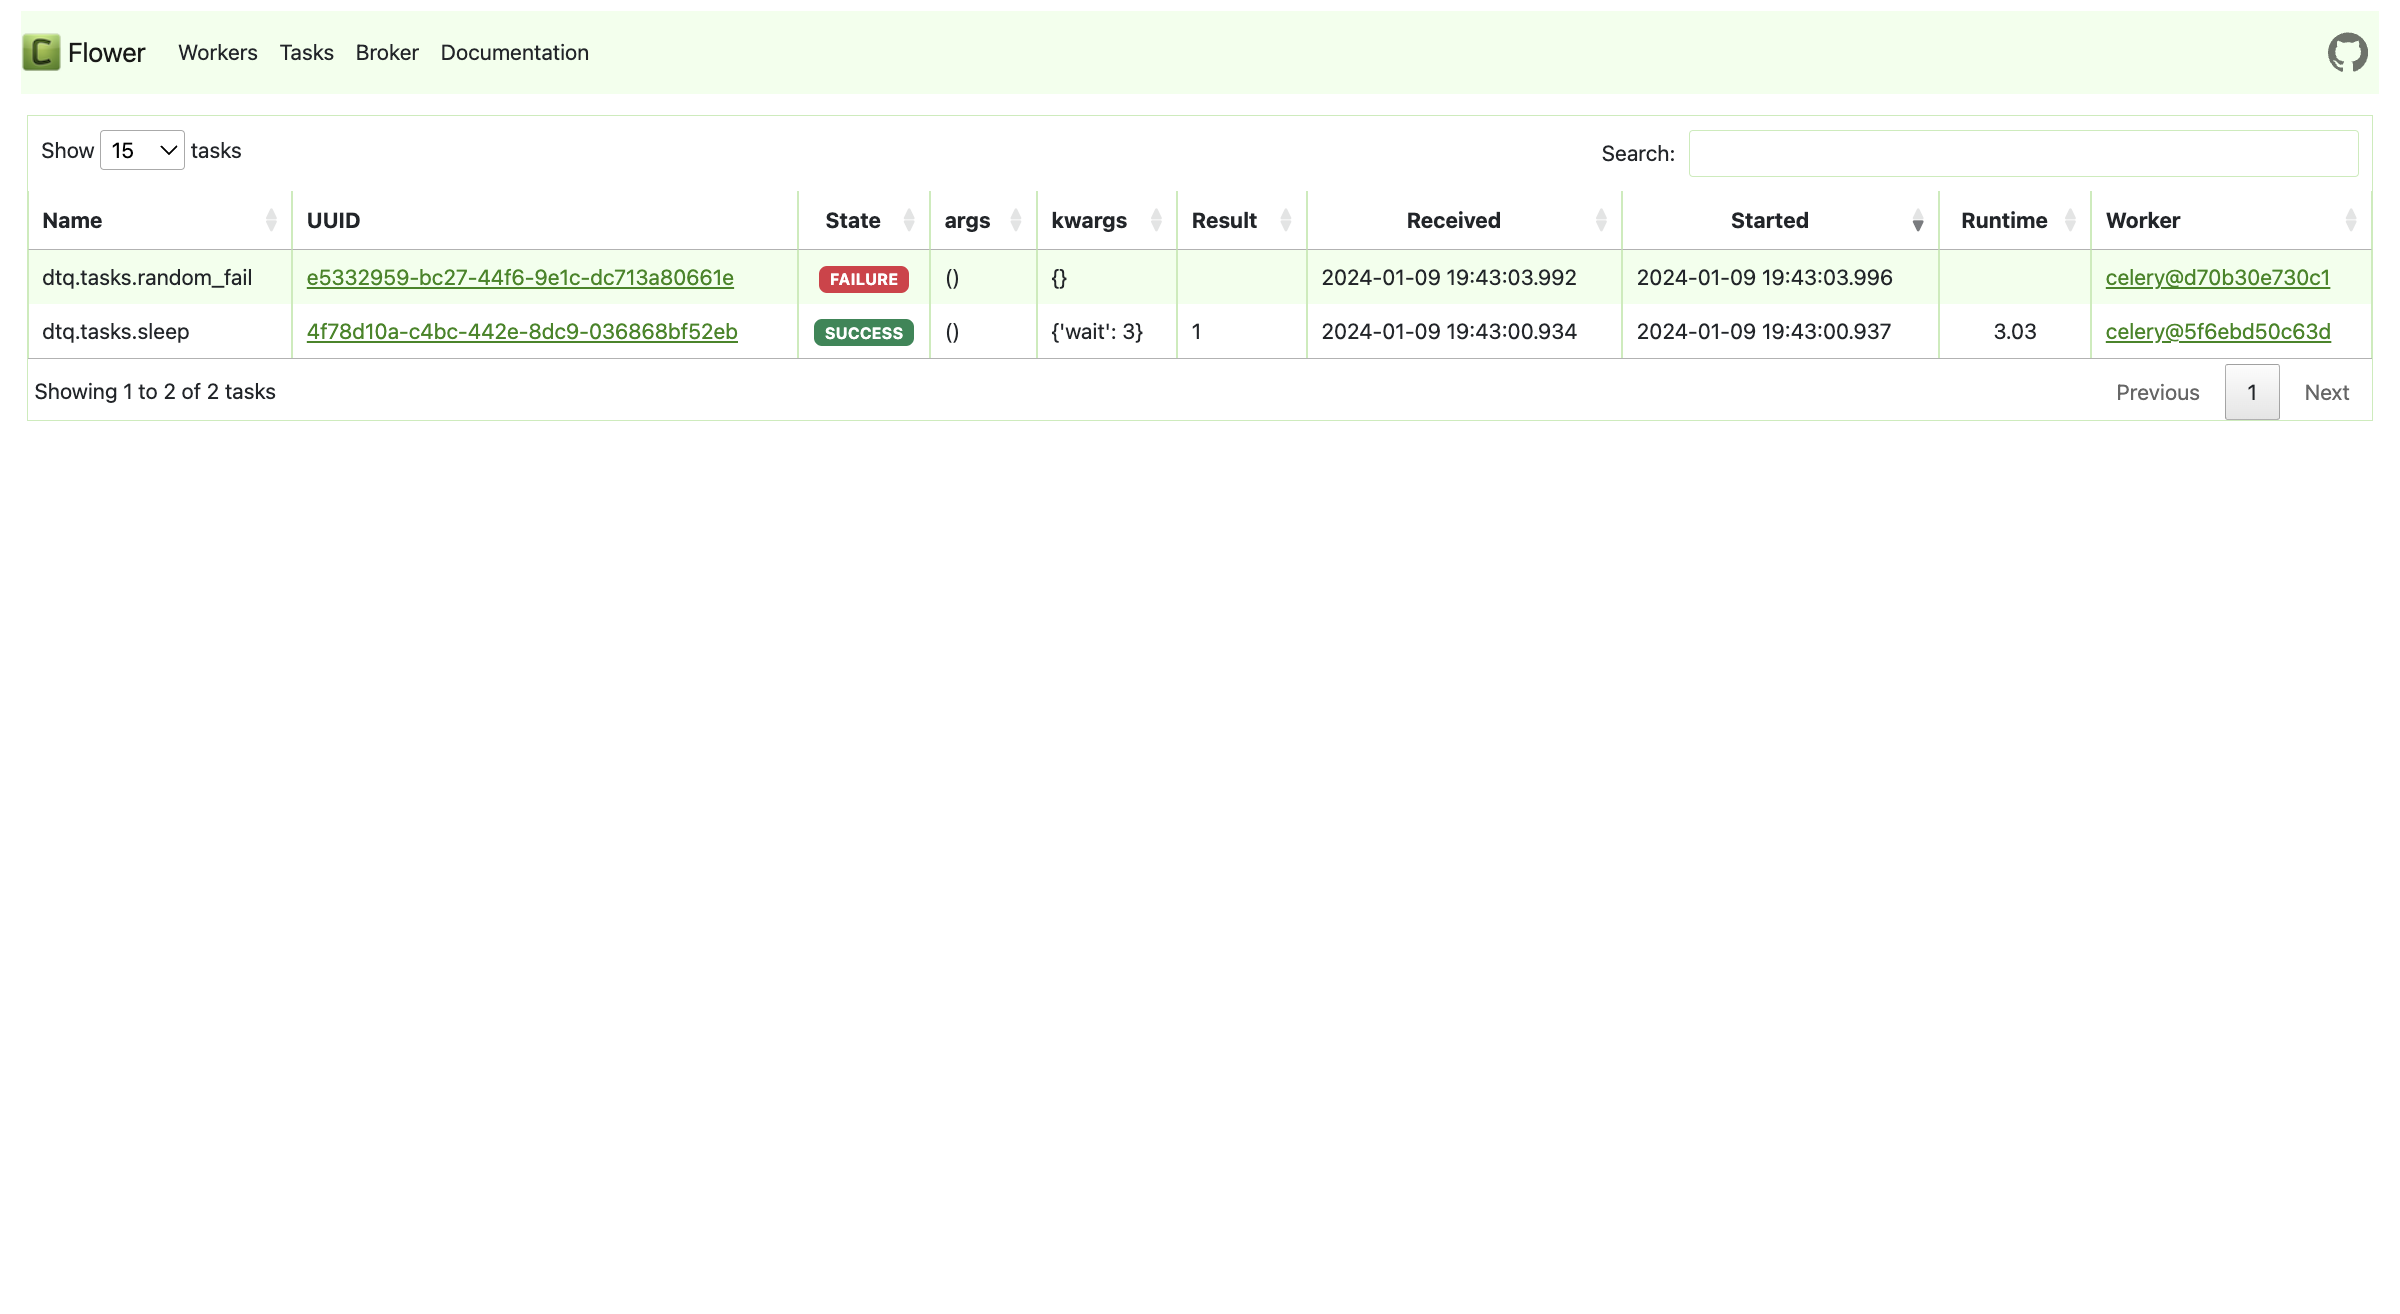 C Flower Workers Tasks Broker Documentation
Show 15 tasks Search:
Name UUID State args kwargs Result Received Started Runtime Worker
dtq.tasks.random_fail e5332959-bc27-44f6-9e1c-dc713a80661e FAILURE () {} 2024-01-09 19:43:03.992 2024-01-09 19:43:03.996 celery@d70b30e730c1
dtq.tasks.sleep 4f78d10a-c4bc-442e-8dc9-036868bf52eb SUCCESS () {'wait': 3} 1 2024-01-09 19:43:00.934 2024-01-09 19:43:00.937 3.03 celery@5f6ebd50c63d
Showing 1 to 2 of 2 tasks Previous 1 Next